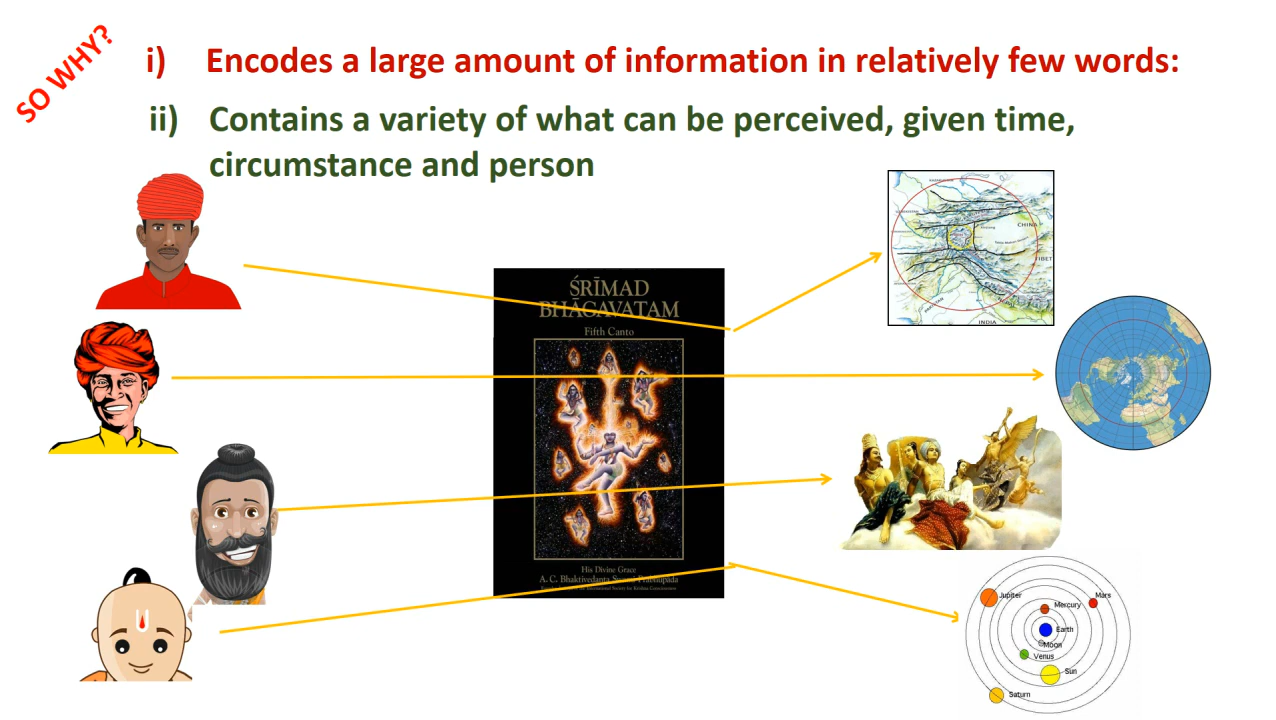 SO WHY?
i) Encodes a large amount of information in relatively few words:
ii) Contains a variety of what can be perceived, given time,
circumstance and person
ŚRĪMAD
BHĀGAVATAM
Fifth Canto
His Divine Grace
A. C. Bhaktivedanta Swami Prabhupāda
CHINA
TIBET
INDIA
Jupiter
Mars
Mercury
Earth
Moon
Venus
Sun
Saturn